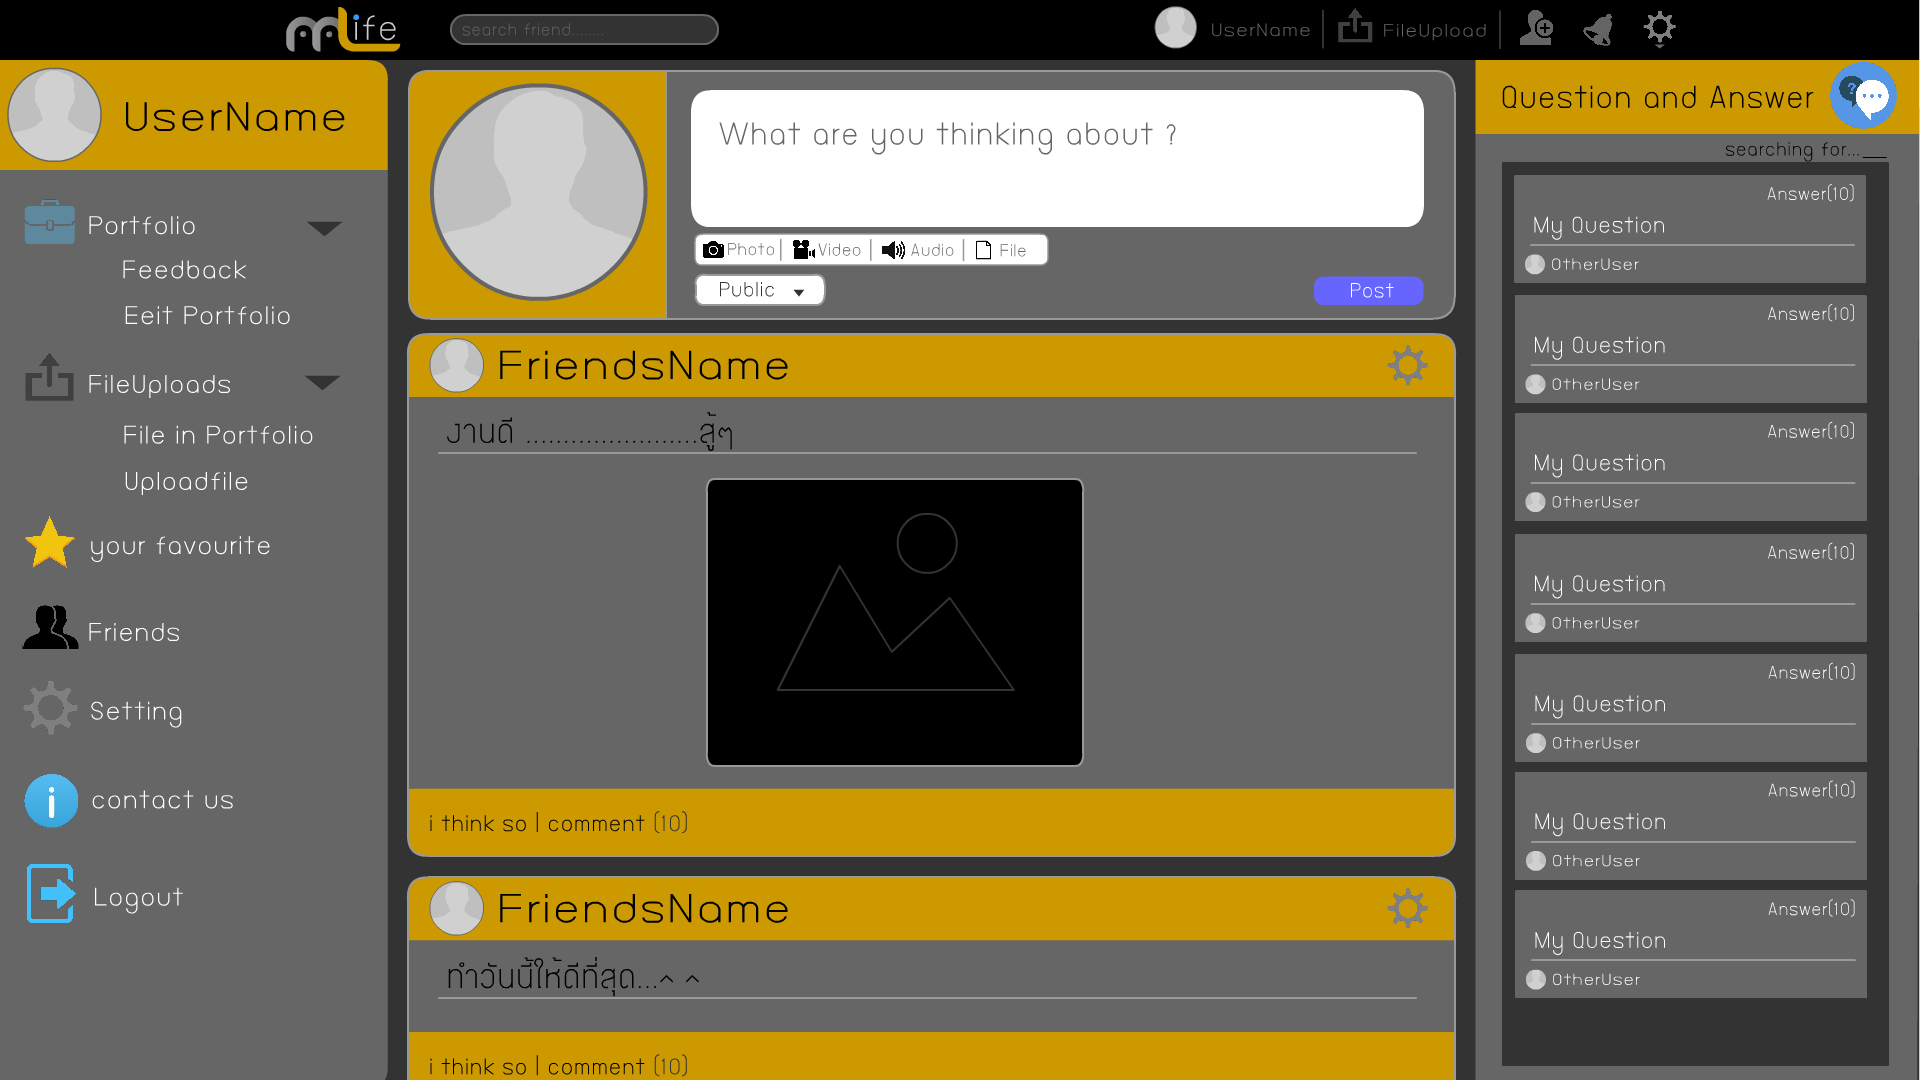 Life
search friend........
UserName
FileUpload
UserName
Portfolio
Feedback
Eeit Portfolio
FileUploads
File in Portfolio
Uploadfile
your favourite
Friends
Setting
contact us
Logout
What are you thinking about ?
Photo | Video | Audio | File
Public
Post
FriendsName
งานดี .......................สู้ๆ
i think so | comment (10)
FriendsName
ทำวันนี้ให้ดีที่สุด...^ ^
i think so | comment (10)
Question and Answer
?
searching for...__
Answer(10)
My Question
OtherUser
Answer(10)
My Question
OtherUser
Answer(10)
My Question
OtherUser
Answer(10)
My Question
OtherUser
Answer(10)
My Question
OtherUser
Answer(10)
My Question
OtherUser
Answer(10)
My Question
OtherUser